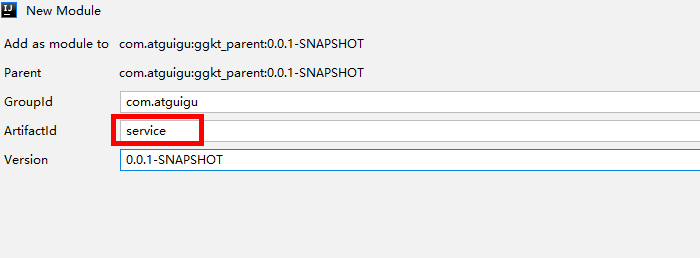 IJ New Module
Add as module to com.atguigu:ggkt_parent:0.0.1-SNAPSHOT
Parent com.atguigu:ggkt_parent:0.0.1-SNAPSHOT
GroupId com.atguigu
ArtifactId service
Version 0.0.1-SNAPSHOT